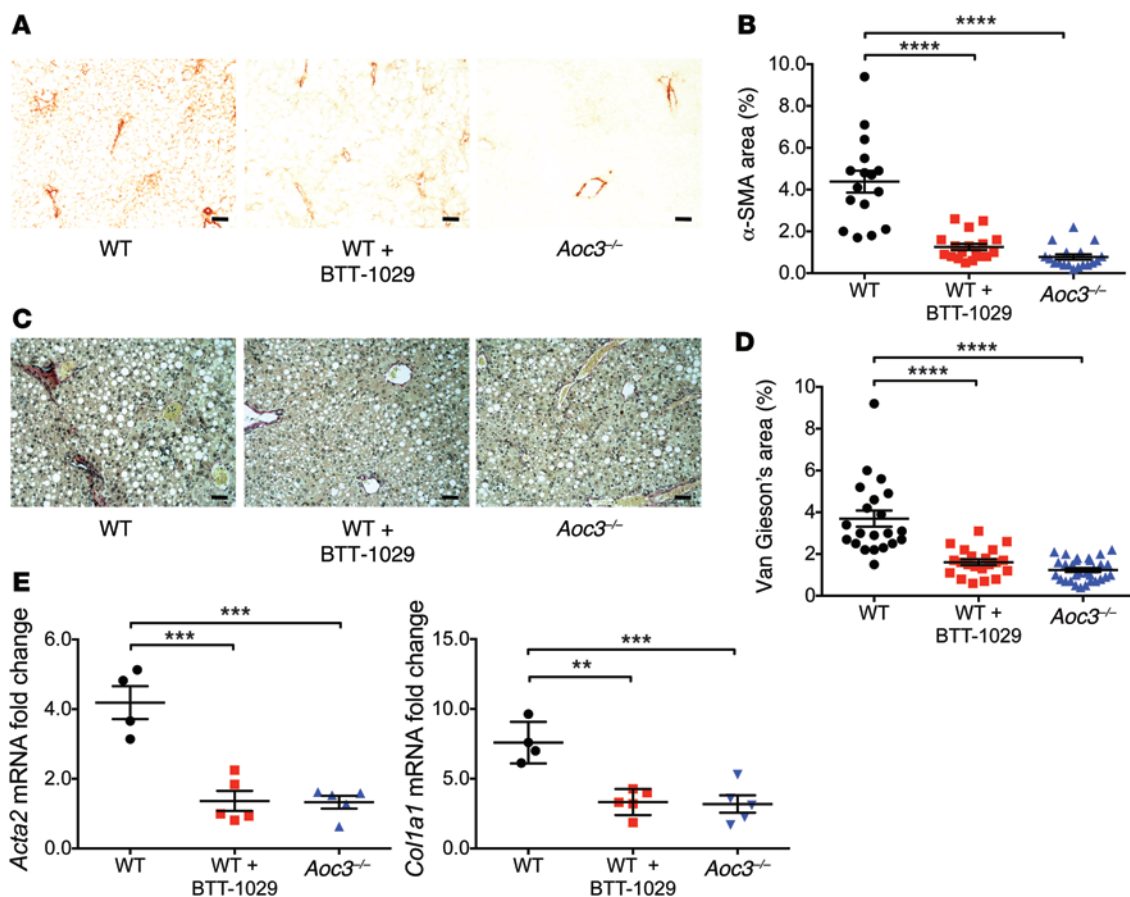 A
WT
WT +
BTT-1029
Aoc3–/–
B
****
****
α-SMA area (%)
10.0
8.0
6.0
4.0
2.0
0.0
WT
WT +
BTT-1029
Aoc3–/–
C
WT
WT +
BTT-1029
Aoc3–/–
D
****
****
Van Gieson's area (%)
10
8
6
4
2
0
WT
WT +
BTT-1029
Aoc3–/–
E
***
***
Acta2 mRNA fold change
6.0
4.0
2.0
0.0
WT
WT +
BTT-1029
Aoc3–/–
***
**
Col1a1 mRNA fold change
15.0
10.0
5.0
0.0
WT
WT +
BTT-1029
Aoc3–/–